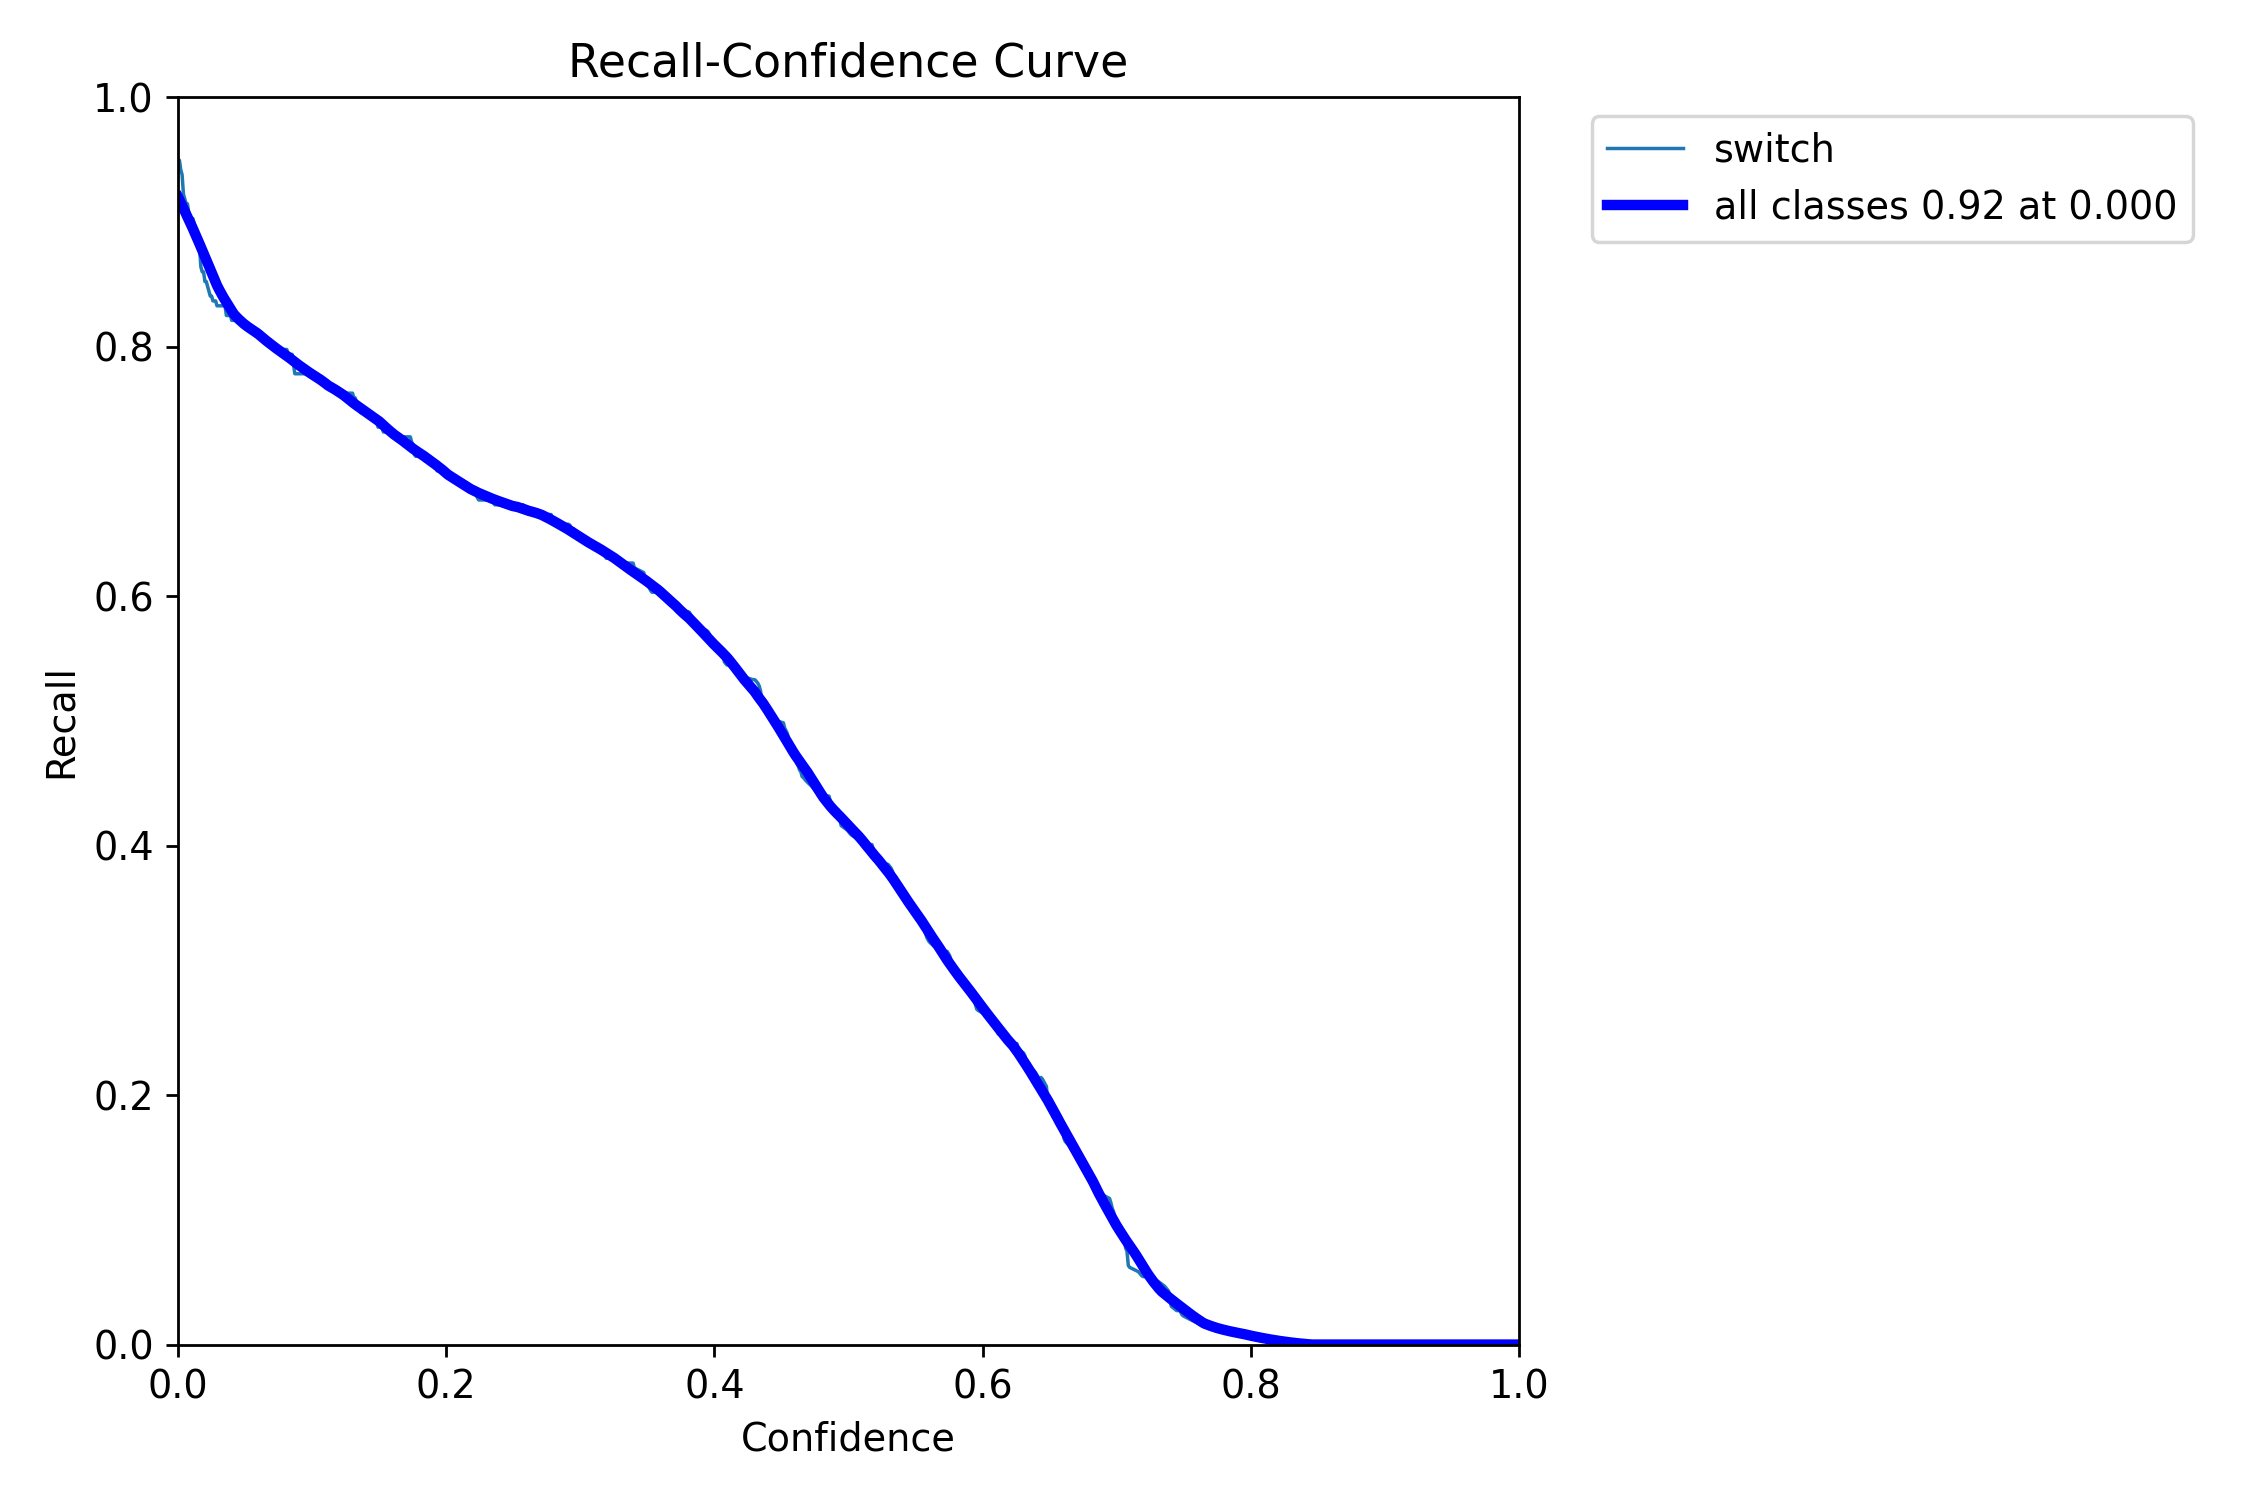 Recall-Confidence Curve
1.0
0.8
0.6
0.4
0.2
0.0
Recall
0.0 0.2 0.4 0.6 0.8 1.0
Confidence
switch
all classes 0.92 at 0.000